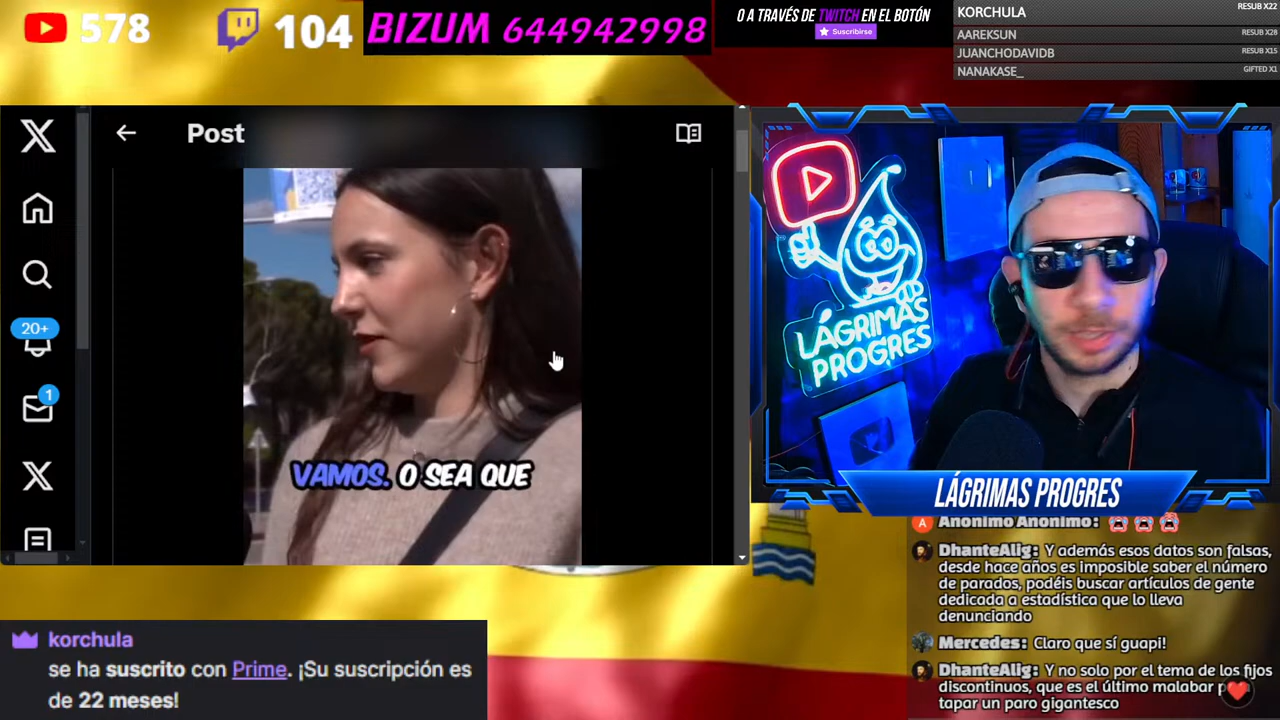 578
104
BIZUM 644942998
O A TRAVÉS DE TWITCH EN EL BOTÓN
Suscribirse
KORCHULA RESUB X22
AAREKSUN RESUB X28
JUANCHODAVIDB RESUB X15
NANAKASE_ GIFTED X1
Post
20+
1
VAMOS. O SEA QUE
LÁGRIMAS
PROGRES
LÁGRIMAS PROGRES
korchula
se ha suscrito con Prime. ¡Su suscripción es
de 22 meses!
A Anonimo Anonimo:
DhanteAlig: Y además esos datos son falsas,
desde hace años es imposible saber el número
de parados, podéis buscar artículos de gente
dedicada a estadística que lo lleva
denunciando
Mercedes: Claro que sí guapi!
DhanteAlig: Y no solo por el tema de los fijos
discontinuos, que es el último malabar p
tapar un paro gigantesco